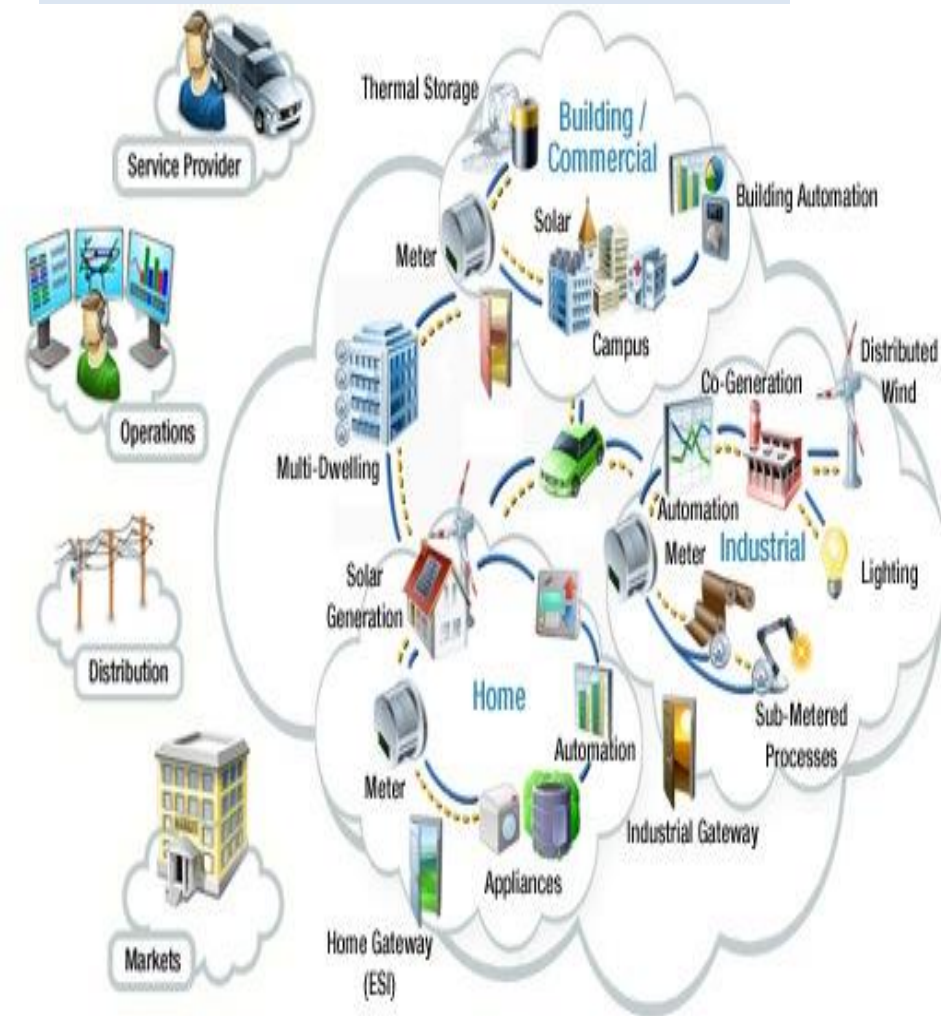 Service Provider
Operations
Distribution
Markets
Thermal Storage
Building /
Commercial
Building Automation
Meter
Solar
Campus
Multi-Dwelling
Co-Generation
Distributed
Wind
Automation
Meter
Industrial
Lighting
Sub-Metered
Processes
Industrial Gateway
Solar
Generation
Home
Automation
Meter
Appliances
Home Gateway
(ESI)